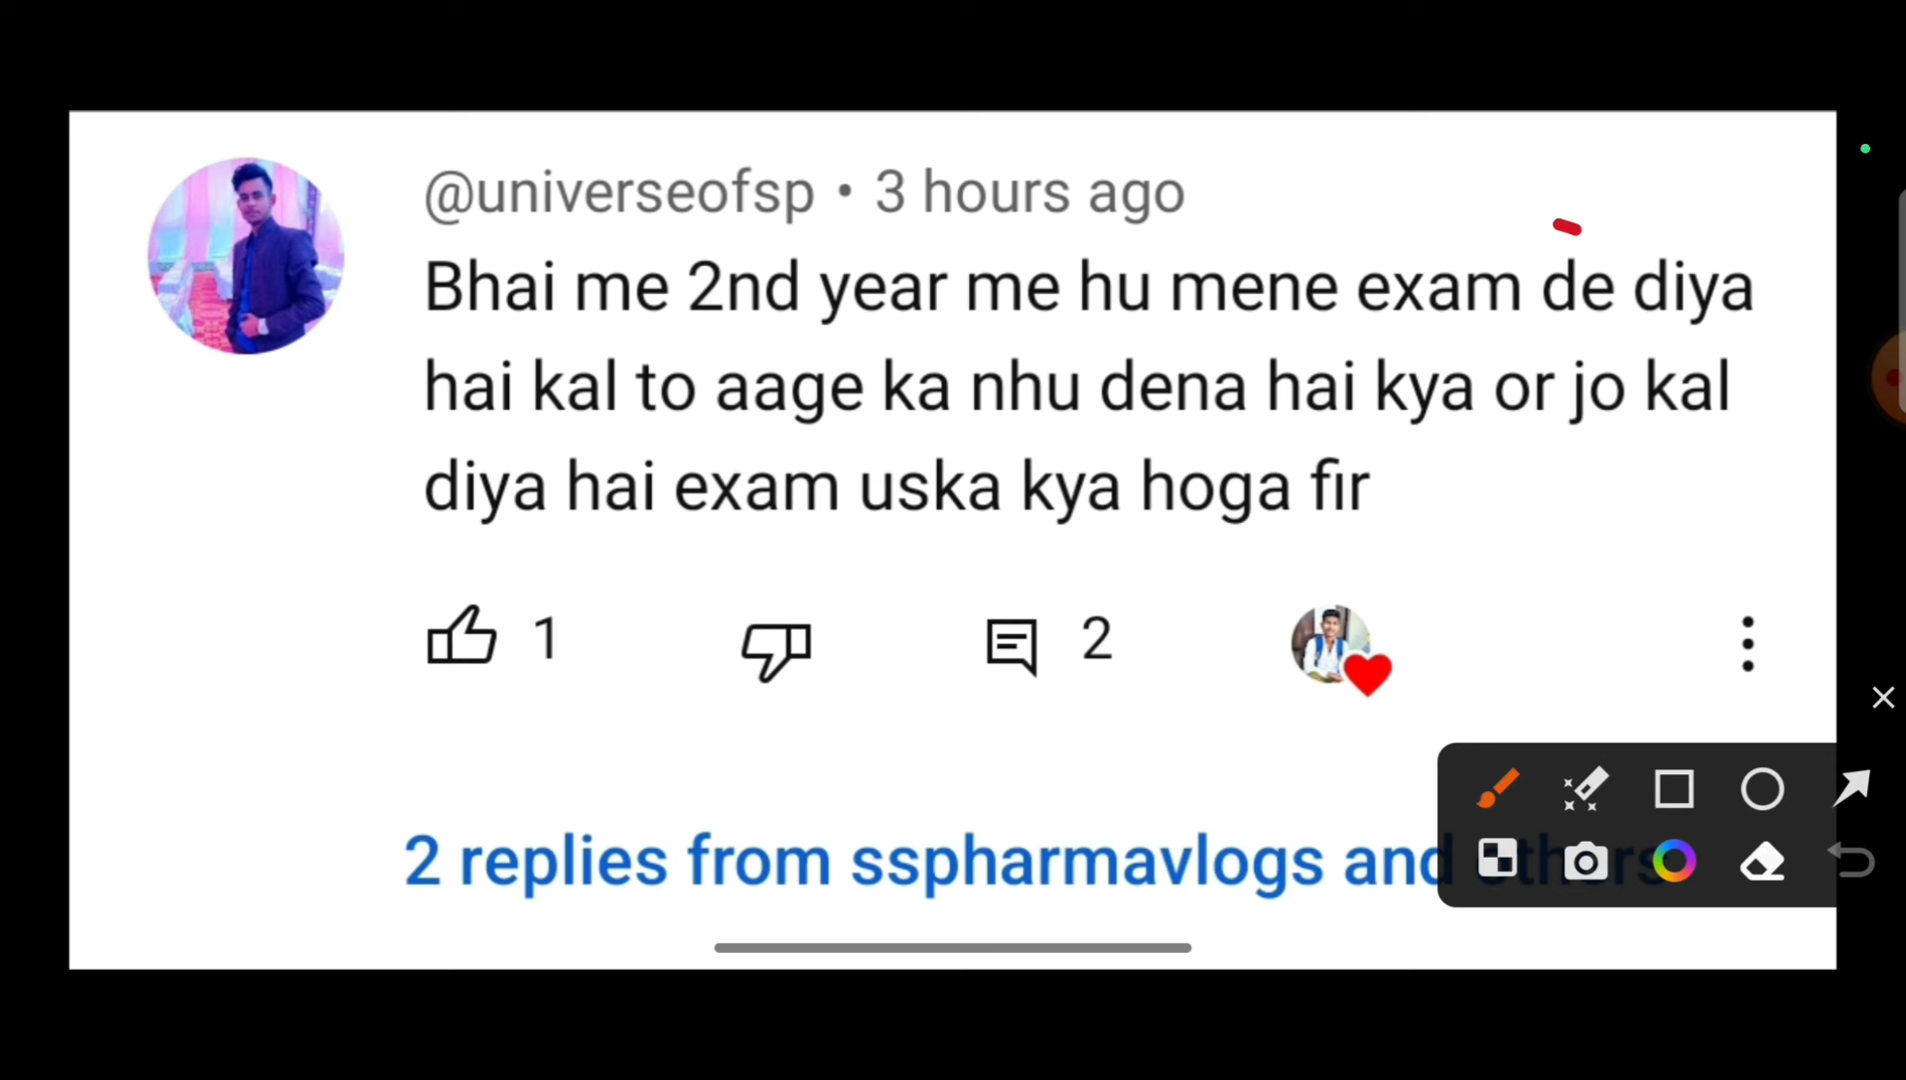 @universeofsp • 3 hours ago
Bhai me 2nd year me hu mene exam de diya
hai kal to aage ka nhu dena hai kya or jo kal
diya hai exam uska kya hoga fir
1 2
2 replies from sspharmavlogs and others